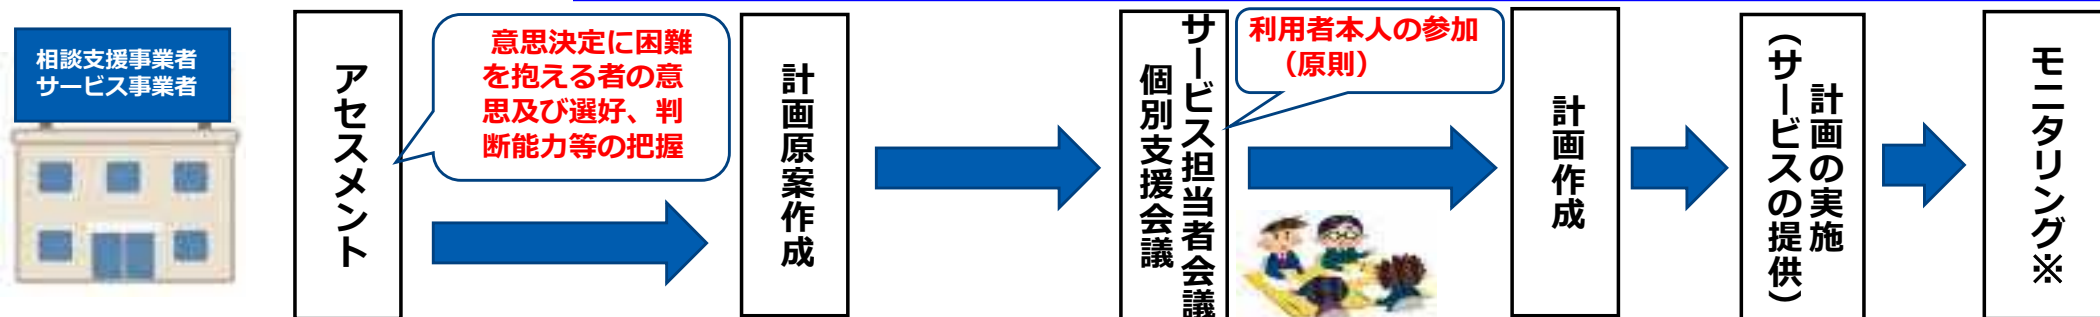 相談支援事業者
サービス事業者
アセスメント
意思決定に困難
を抱える者の意
思及び選好、判
断能力等の把握
計画原案作成
サービス担当者会議
個別支援会議
利用者本人の参加
（原則）
計画作成
計画の実施
（サービスの提供）
モニタリング※